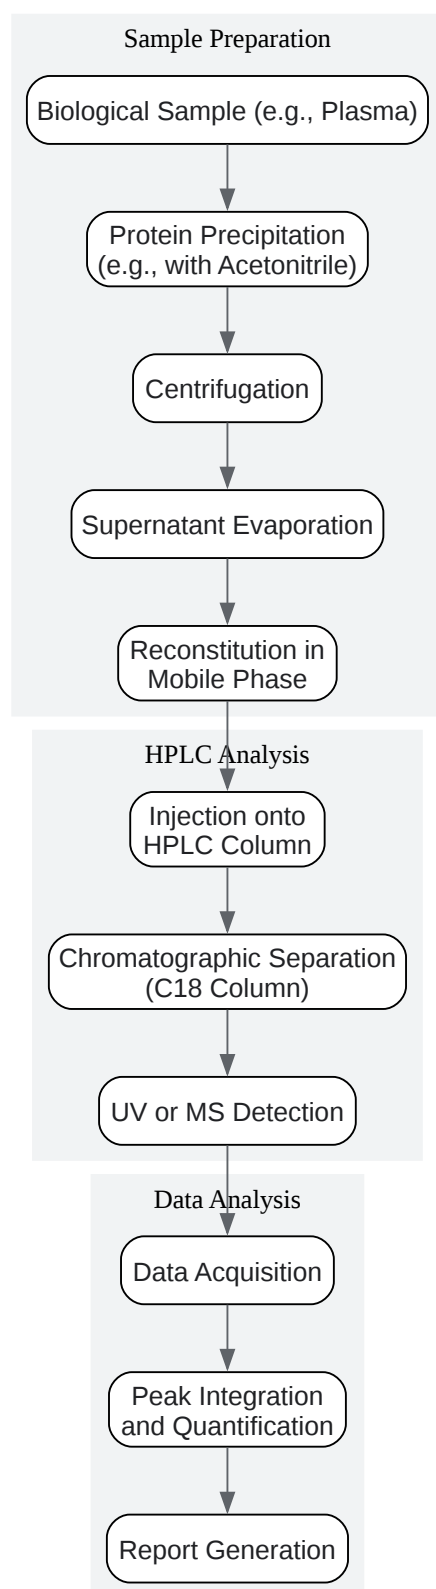 Sample Preparation
Biological Sample (e.g., Plasma)
Protein Precipitation
(e.g., with Acetonitrile)
Centrifugation
Supernatant Evaporation
Reconstitution in
Mobile Phase
HPLC Analysis
Injection onto
HPLC Column
Chromatographic Separation
(C18 Column)
UV or MS Detection
Data Analysis
Data Acquisition
Peak Integration
and Quantification
Report Generation